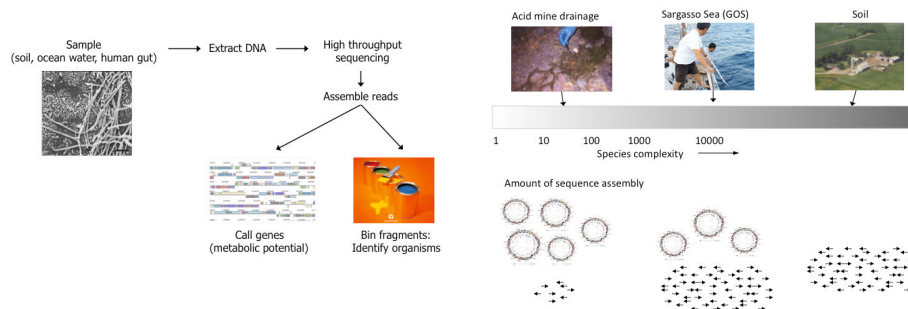 Sample
(soil, ocean water, human gut)
Extract DNA
High throughput
sequencing
Assemble reads
Call genes
(metabolic potential)
Bin fragments:
Identify organisms
Acid mine drainage
Sargasso Sea (GOS)
Soil
1
10
100
1000
10000
Species complexity
Amount of sequence assembly